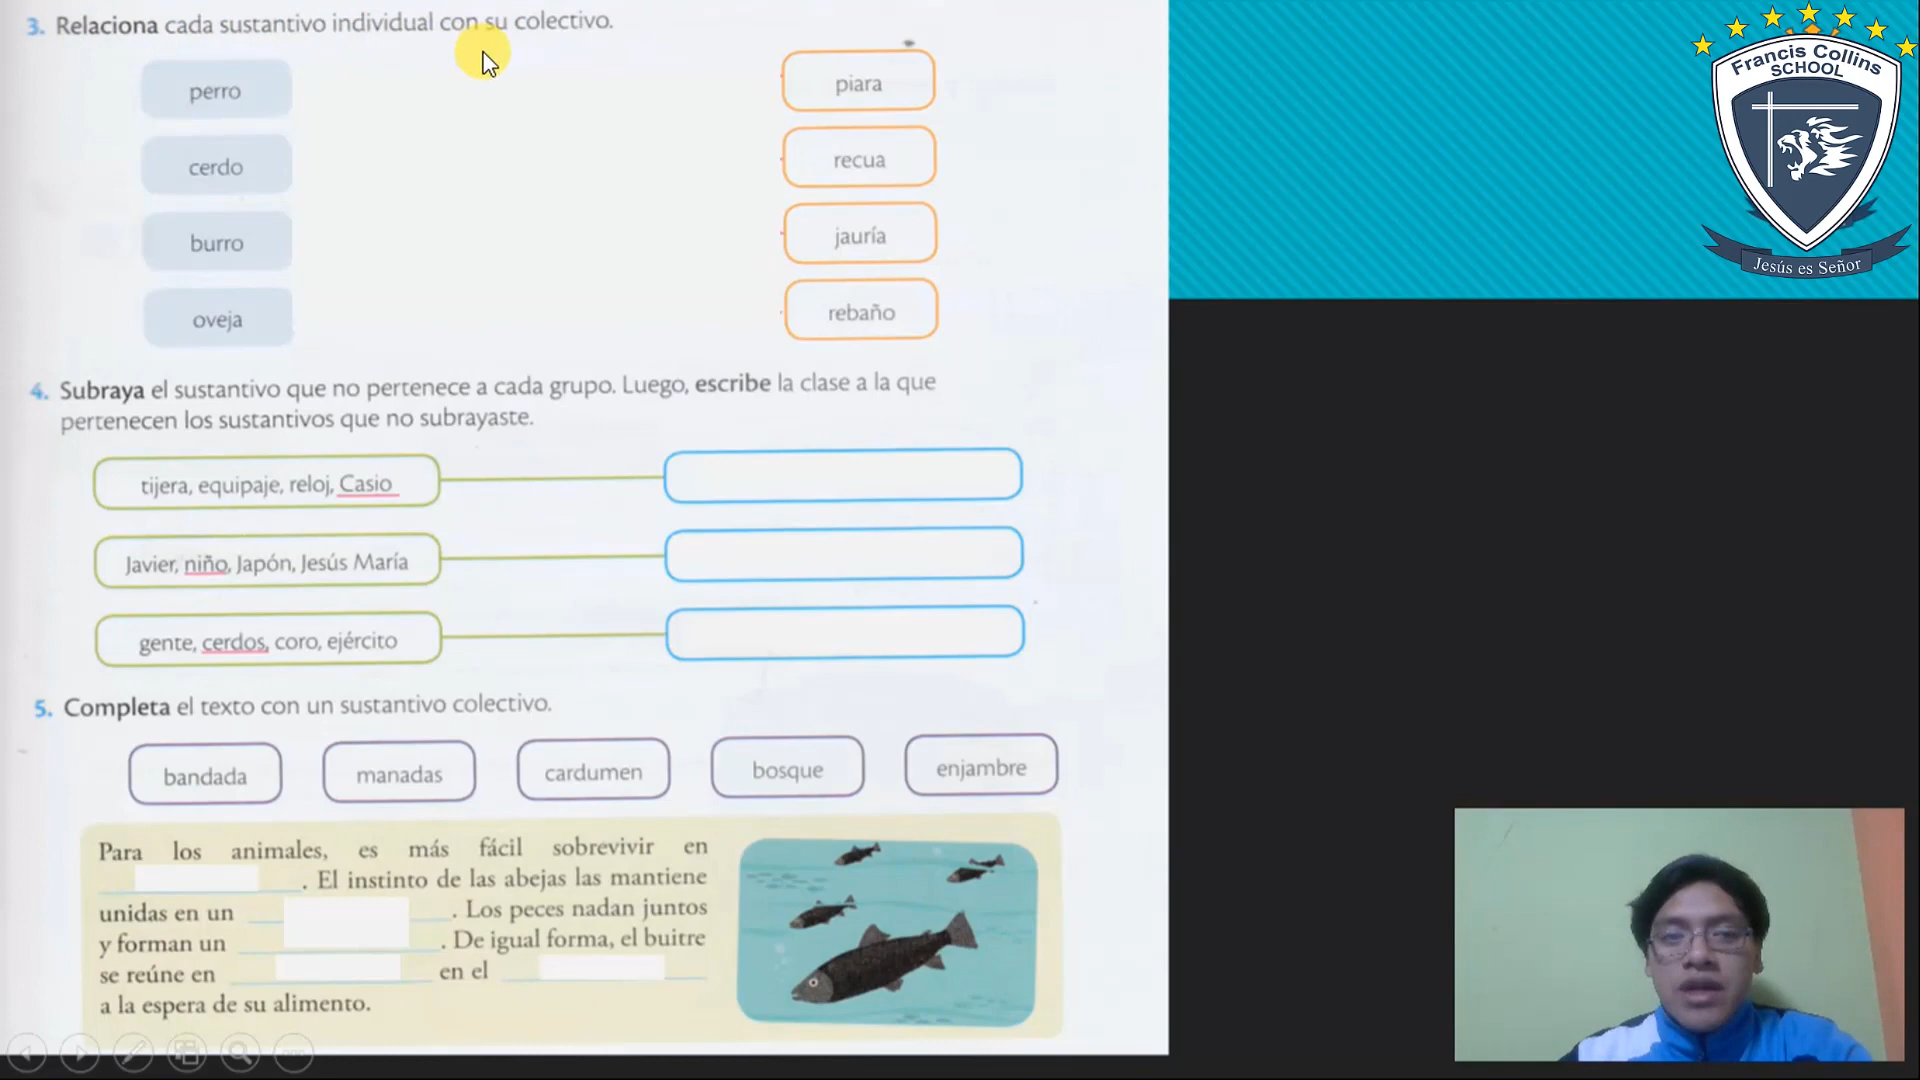 3. Relaciona cada sustantivo individual con su colectivo.
perro
piara
cerdo
recua
burro
jauría
oveja
rebaño
4. Subraya el sustantivo que no pertenece a cada grupo. Luego, escribe la clase a la que
pertenecen los sustantivos que no subrayaste.
tijera, equipaje, reloj, Casio
Javier, niño, Japón, Jesús María
gente, cerdos, coro, ejército
5. Completa el texto con un sustantivo colectivo.
bandada
manadas
cardumen
bosque
enjambre
Para los animales, es más fácil sobrevivir en
. El instinto de las abejas las mantiene
unidas en un . Los peces nadan juntos
y forman un . De igual forma, el buitre
se reúne en en el
a la espera de su alimento.
Francis Collins
SCHOOL
Jesús es Señor